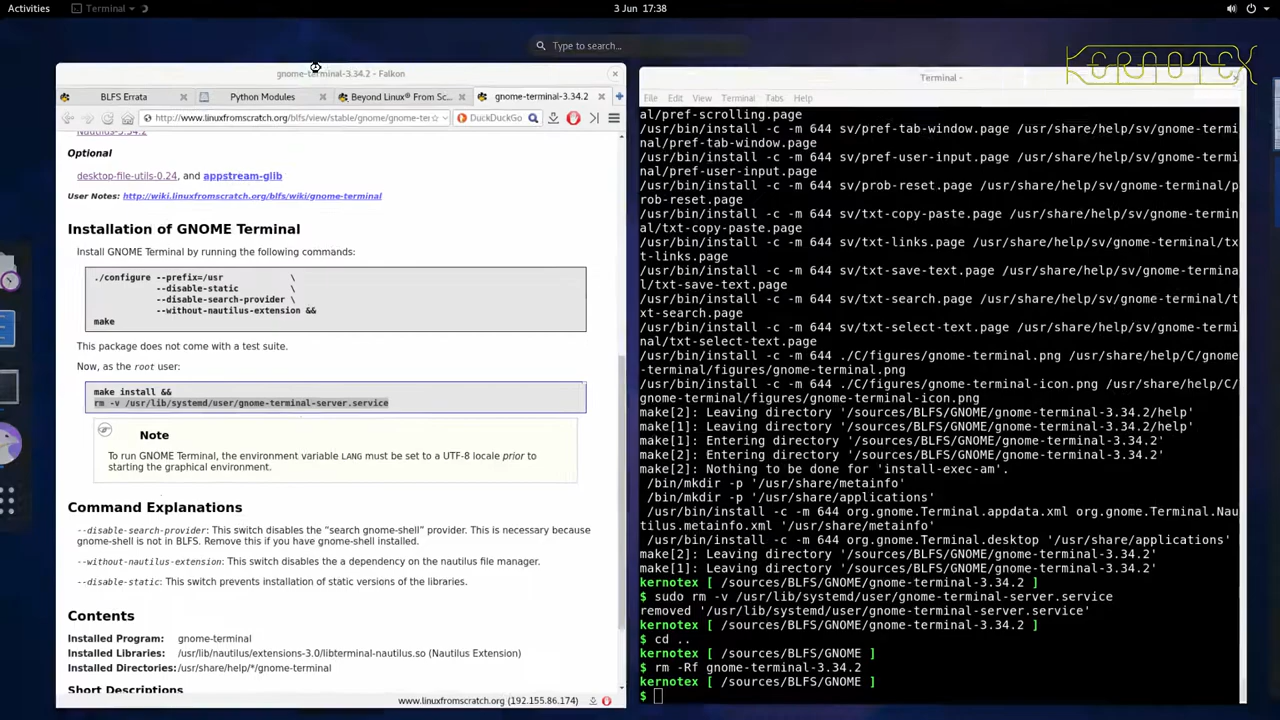 Activities
Terminal
3 Jun 17:38
Type to search...
KERNOTEX
gnome-terminal-3.34.2 - Falkon
BLFS Errata
Python Modules
Beyond Linux® From Sc...
gnome-terminal-3.34.2
http://www.linuxfromscratch.org/blfs/view/stable/gnome/gnome-ter
DuckDuckGo
Nautilus-3.34.2
Optional
desktop-file-utils-0.24, and appstream-glib
User Notes: http://wiki.linuxfromscratch.org/blfs/wiki/gnome-terminal
Installation of GNOME Terminal
Install GNOME Terminal by running the following commands:
./configure --prefix=/usr \
--disable-static \
--disable-search-provider \
--without-nautilus-extension &&
make
This package does not come with a test suite.
Now, as the root user:
make install &&
rm -v /usr/lib/systemd/user/gnome-terminal-server.service
Note
To run GNOME Terminal, the environment variable LANG must be set to a UTF-8 locale prior to
starting the graphical environment.
Command Explanations
--disable-search-provider: This switch disables the “search gnome-shell” provider. This is necessary because
gnome-shell is not in BLFS. Remove this if you have gnome-shell installed.
--without-nautilus-extension: This switch disables the a dependency on the nautilus file manager.
--disable-static: This switch prevents installation of static versions of the libraries.
Contents
Installed Program: gnome-terminal
Installed Libraries: /usr/lib/nautilus/extensions-3.0/libterminal-nautilus.so (Nautilus Extension)
Installed Directories: /usr/share/help/*/gnome-terminal
Short Descriptions
www.linuxfromscratch.org (192.155.86.174)
Terminal -
File Edit View Terminal Tabs Help
al/pref-scrolling.page
/usr/bin/install -c -m 644 sv/pref-tab-window.page /usr/share/help/sv/gnome-termi
nal/pref-tab-window.page
/usr/bin/install -c -m 644 sv/pref-user-input.page /usr/share/help/sv/gnome-termi
nal/pref-user-input.page
/usr/bin/install -c -m 644 sv/prob-reset.page /usr/share/help/sv/gnome-terminal/p
rob-reset.page
/usr/bin/install -c -m 644 sv/txt-copy-paste.page /usr/share/help/sv/gnome-termin
al/txt-copy-paste.page
/usr/bin/install -c -m 644 sv/txt-links.page /usr/share/help/sv/gnome-terminal/tx
t-links.page
/usr/bin/install -c -m 644 sv/txt-save-text.page /usr/share/help/sv/gnome-termina
l/txt-save-text.page
/usr/bin/install -c -m 644 sv/txt-search.page /usr/share/help/sv/gnome-terminal/t
xt-search.page
/usr/bin/install -c -m 644 sv/txt-select-text.page /usr/share/help/sv/gnome-termi
nal/txt-select-text.page
/usr/bin/install -c -m 644 ./C/figures/gnome-terminal.png /usr/share/help/C/gnome
-terminal/figures/gnome-terminal.png
/usr/bin/install -c -m 644 ./C/figures/gnome-terminal-icon.png /usr/share/help/C/
gnome-terminal/figures/gnome-terminal-icon.png
make[2]: Leaving directory '/sources/BLFS/GNOME/gnome-terminal-3.34.2/help'
make[1]: Leaving directory '/sources/BLFS/GNOME/gnome-terminal-3.34.2/help'
make[1]: Entering directory '/sources/BLFS/GNOME/gnome-terminal-3.34.2'
make[2]: Entering directory '/sources/BLFS/GNOME/gnome-terminal-3.34.2'
make[2]: Nothing to be done for 'install-exec-am'.
/bin/mkdir -p '/usr/share/metainfo'
/bin/mkdir -p '/usr/share/applications'
/usr/bin/install -c -m 644 org.gnome.Terminal.appdata.xml org.gnome.Terminal.Nau
tilus.metainfo.xml '/usr/share/metainfo'
/usr/bin/install -c -m 644 org.gnome.Terminal.desktop '/usr/share/applications'
make[2]: Leaving directory '/sources/BLFS/GNOME/gnome-terminal-3.34.2'
make[1]: Leaving directory '/sources/BLFS/GNOME/gnome-terminal-3.34.2'
kernotex [ /sources/BLFS/GNOME/gnome-terminal-3.34.2 ]
$ sudo rm -v /usr/lib/systemd/user/gnome-terminal-server.service
removed '/usr/lib/systemd/user/gnome-terminal-server.service'
kernotex [ /sources/BLFS/GNOME/gnome-terminal-3.34.2 ]
$ cd ..
kernotex [ /sources/BLFS/GNOME ]
$ rm -Rf gnome-terminal-3.34.2
kernotex [ /sources/BLFS/GNOME ]
$